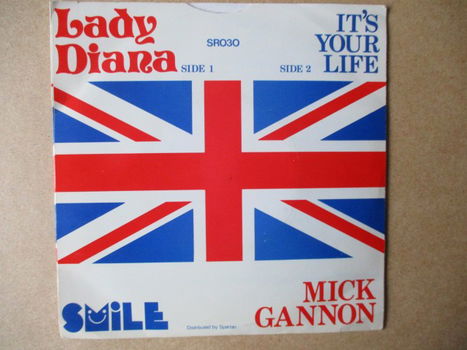 Lady
Diana
SIDE 1
SR030
SIDE 2
IT'S
YOUR
LIFE
SMiLE
Distributed by Spartan
MICK
GANNON